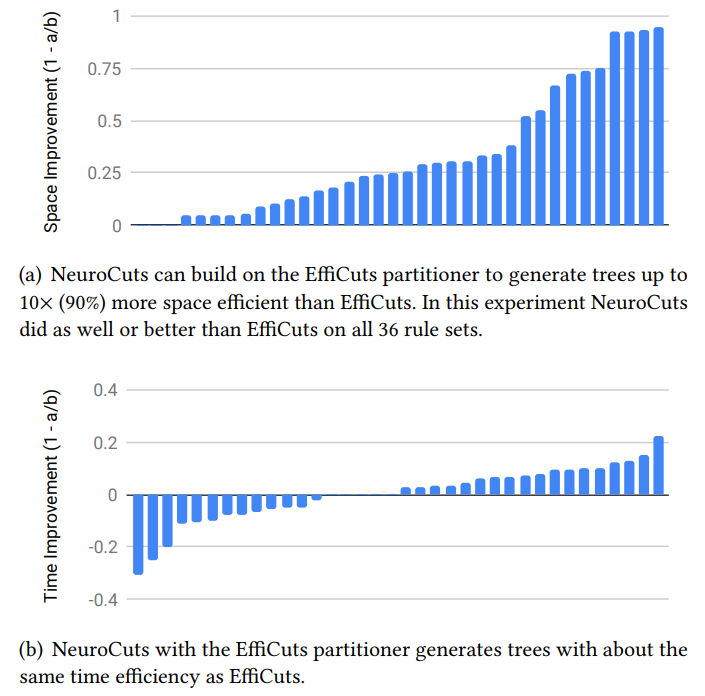 Space Improvement (1 - a/b)
1
0.75
0.5
0.25
0
(a) NeuroCuts can build on the EffiCuts partitioner to generate trees up to
10× (90%) more space efficient than EffiCuts. In this experiment NeuroCuts
did as well or better than EffiCuts on all 36 rule sets.
Time Improvement (1 - a/b)
0.4
0.2
0
-0.2
-0.4
(b) NeuroCuts with the EffiCuts partitioner generates trees with about the
same time efficiency as EffiCuts.